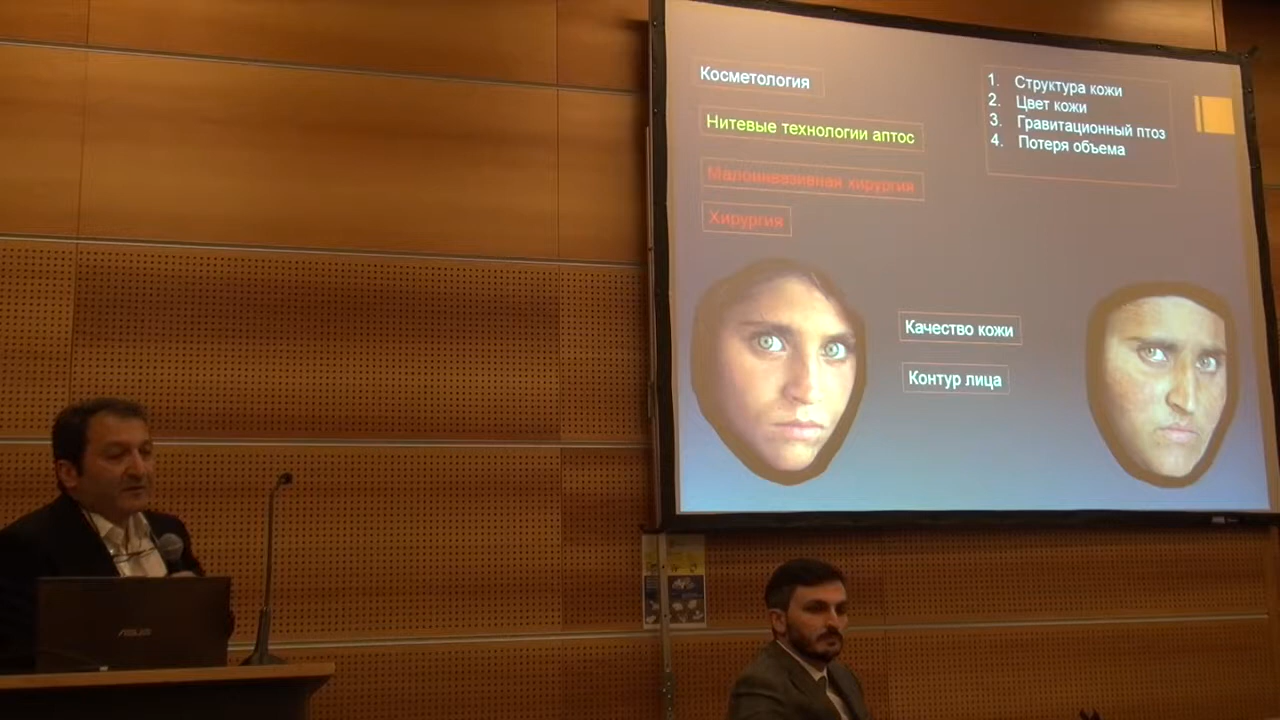 Косметология
Нитевые технологии аптос
Малоинвазивная хирургия
Хирургия
1. Структура кожи
2. Цвет кожи
3. Гравитационный птоз
4. Потеря объема
Качество кожи
Контур лица
ASUS